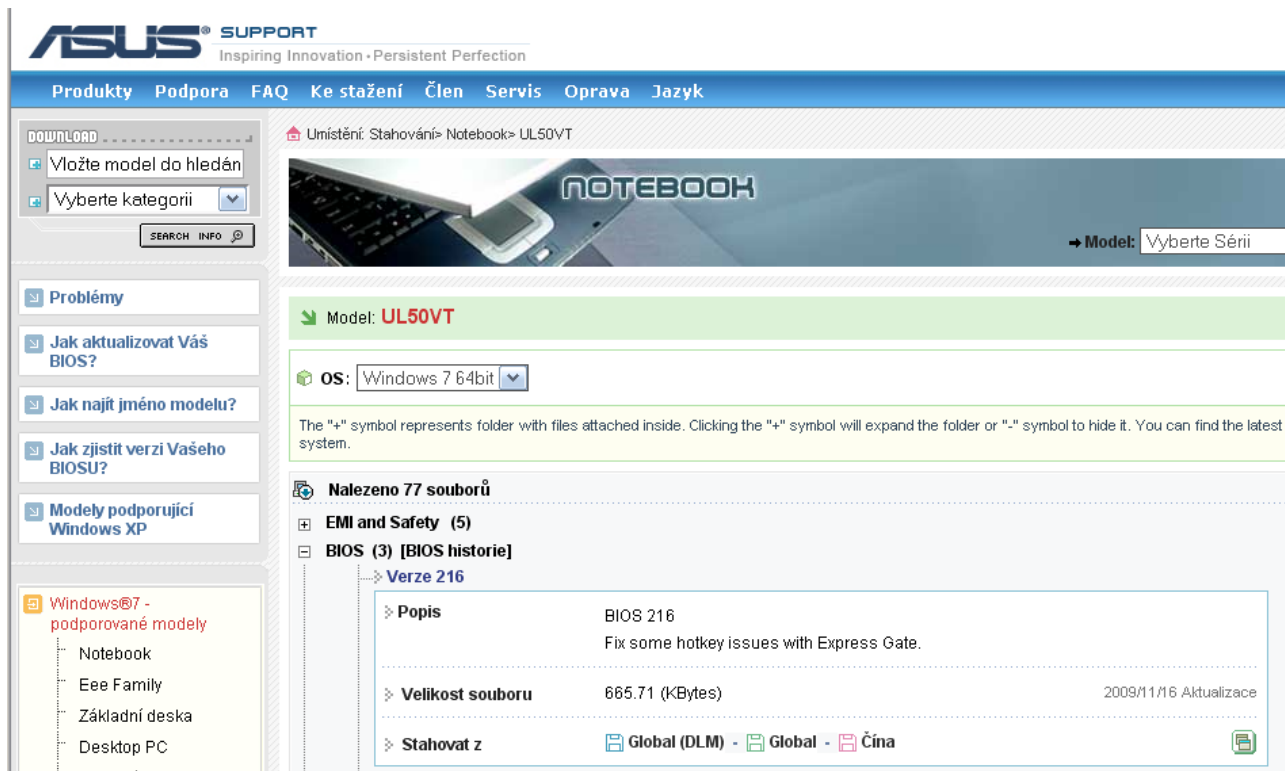 ASUS® SUPPORT
Inspiring Innovation • Persistent Perfection
Produkty Podpora FAQ Ke stažení Člen Servis Oprava Jazyk
DOWNLOAD
Vložte model do hledán
Vyberte kategorii
SEARCH INFO
Problémy
Jak aktualizovat Váš
BIOS?
Jak najít jméno modelu?
Jak zjistit verzi Vašeho
BIOSU?
Modely podporující
Windows XP
Windows®7 -
podporované modely
Notebook
Eee Family
Základní deska
Desktop PC
Umístění: Stahování> Notebook> UL50VT
NOTEBOOK
Model: Vyberte Sérii
Model: UL50VT
OS: Windows 7 64bit
The "+" symbol represents folder with files attached inside. Clicking the "+" symbol will expand the folder or "-" symbol to hide it. You can find the latest
system.
Nalezeno 77 souborů
EMI and Safety (5)
BIOS (3) [BIOS historie]
Verze 216
Popis BIOS 216
Fix some hotkey issues with Express Gate.
Velikost souboru 665.71 (KBytes) 2009/11/16 Aktualizace
Stahovat z Global (DLM) - Global - Čína